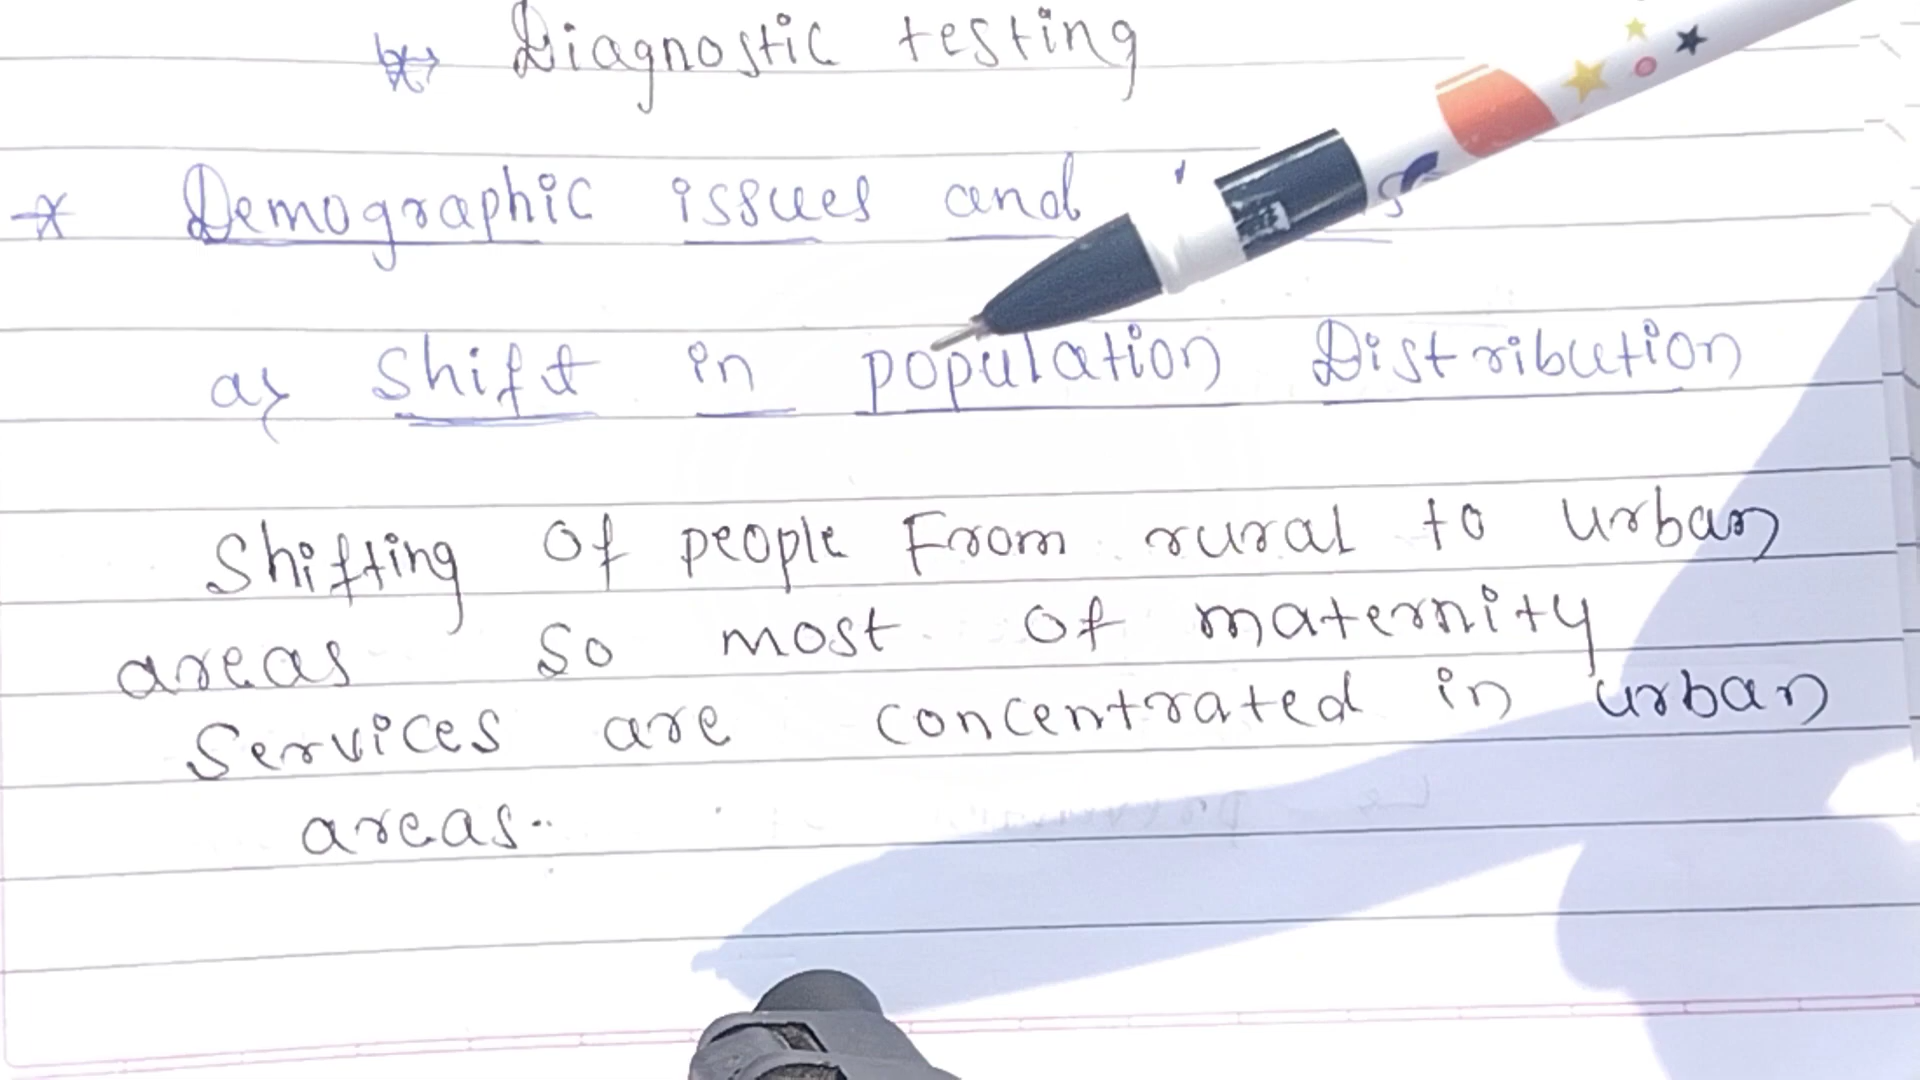 Diagnostic testing
* Demographic issues and
a} Shift in population Distribution
Shifting of people From rural to urban
areas so most of maternity
Services are concentrated in urban
areas..